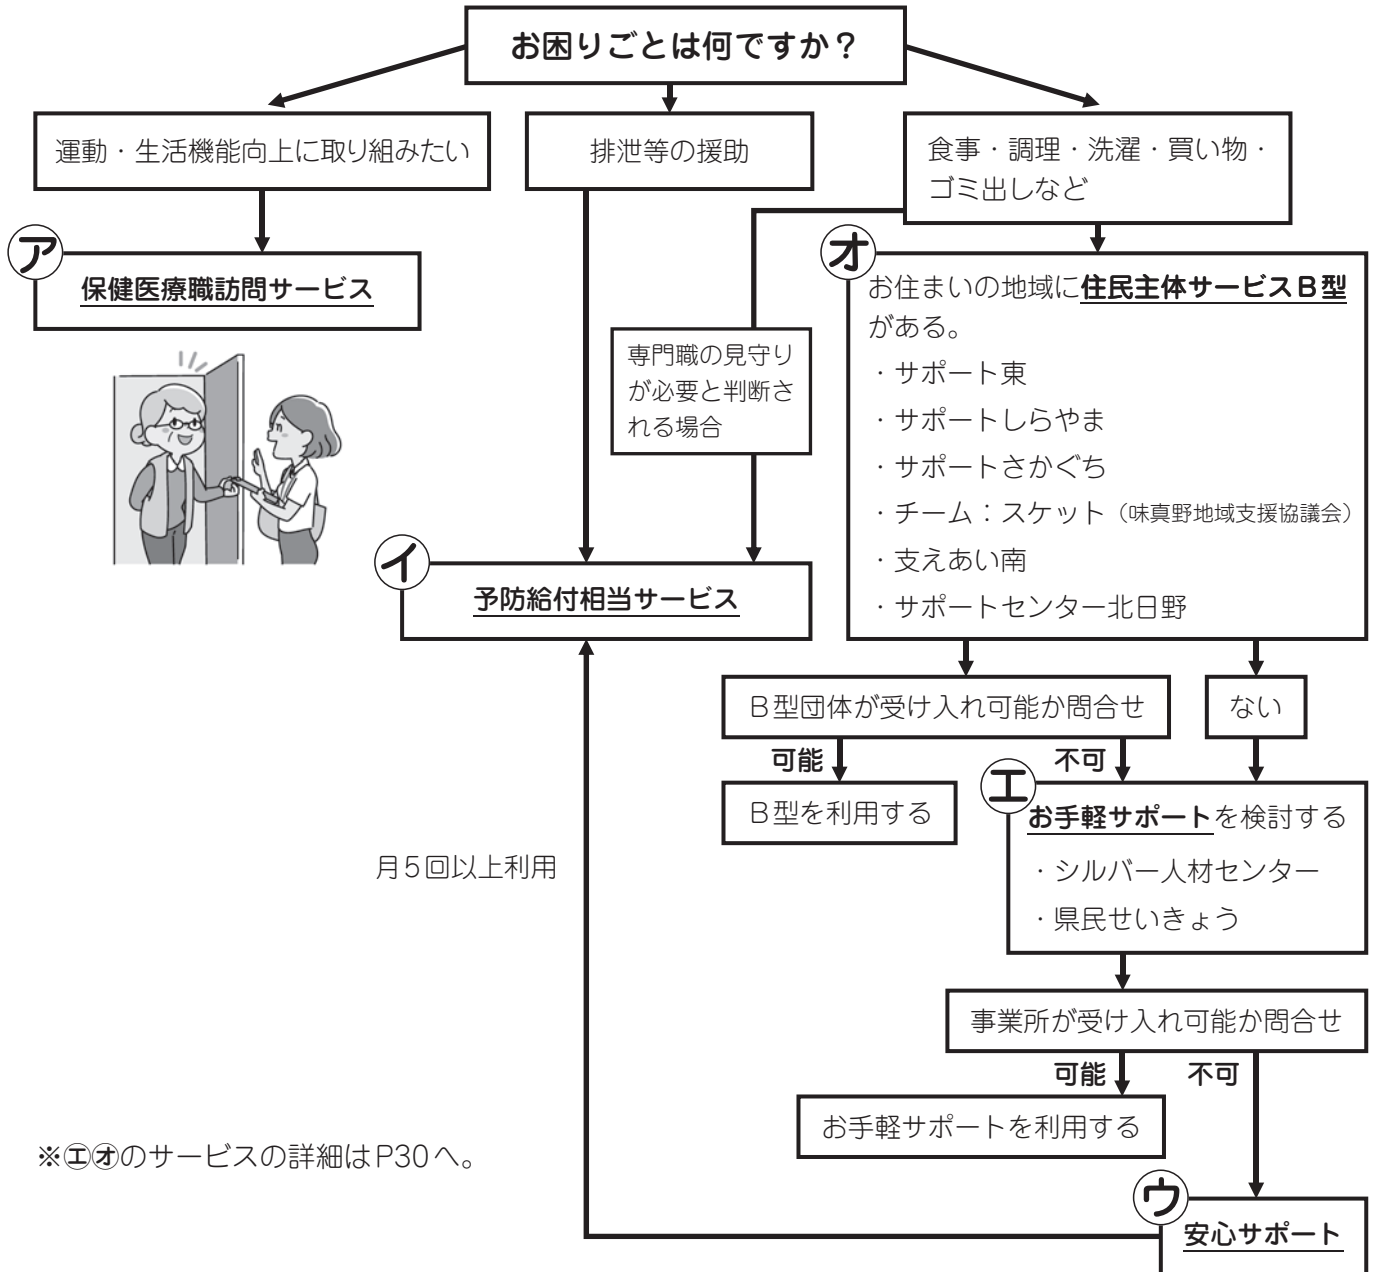 お困りごとは何ですか？
運動・生活機能向上に取り組みたい
排泄等の援助
食事・調理・洗濯・買い物・
ゴミ出しなど
ア
保健医療職訪問サービス
専門職の見守り
が必要と判断さ
れる場合
オ
お住まいの地域に住民主体サービスＢ型
がある。
・サポート東
・サポートしらやま
・サポートさかぐち
・チーム：スケット（味真野地域支援協議会）
・支えあい南
・サポートセンター北日野
イ
予防給付相当サービス
Ｂ型団体が受け入れ可能か問合せ
ない
可能
不可
Ｂ型を利用する
エ
お手軽サポートを検討する
・シルバー人材センター
・県民せいきょう
月５回以上利用
事業所が受け入れ可能か問合せ
可能
不可
お手軽サポートを利用する
※㋓㋔のサービスの詳細はP30へ。
ウ
安心サポート